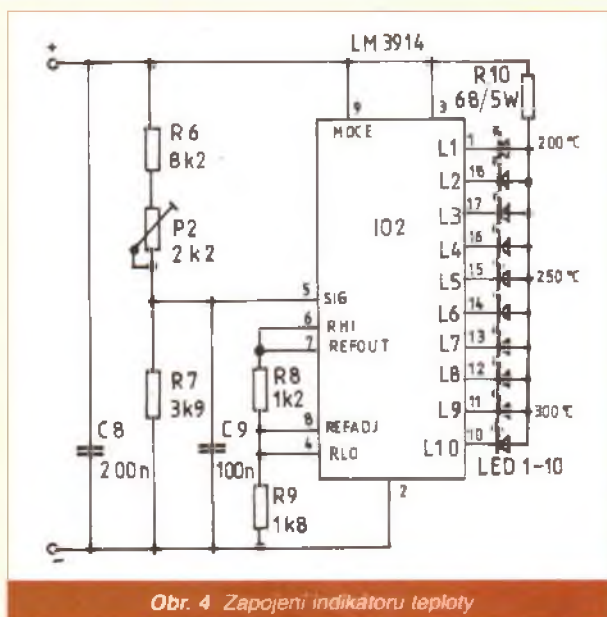 +
LM3914
R10
68/5W
9
3
R6
8k2
MOCE
L1
1
200°C
L2
18
P2
2k2
L3
17
IO2
L4
16
L5
15
250°C
5
SIG
L6
14
6
RHI
7
REFOUT
L7
13
R8
1k2
L8
12
R7
3k9
L9
11
300°C
C8
200n
C9
100n
8
REFADJ
4
RLO
L10
10
LED 1-10
R9
1k8
2
-
Obr. 4 Zapojení indikátoru teploty